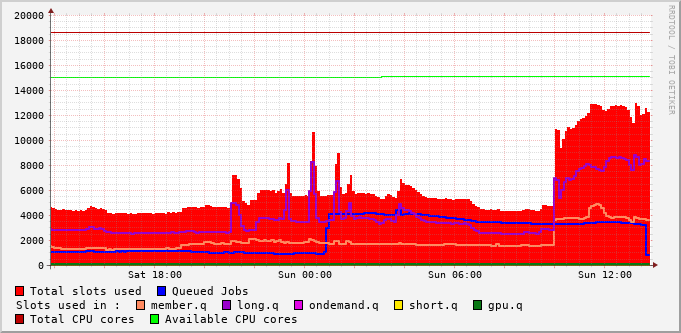 RRDTOOL / TOBI OETIKER
20000
18000
16000
14000
12000
10000
8000
6000
4000
2000
0
Sat 18:00 Sun 00:00 Sun 06:00 Sun 12:00
Total slots used Queued Jobs
Slots used in : member.q long.q ondemand.q short.q gpu.q
Total CPU cores Available CPU cores